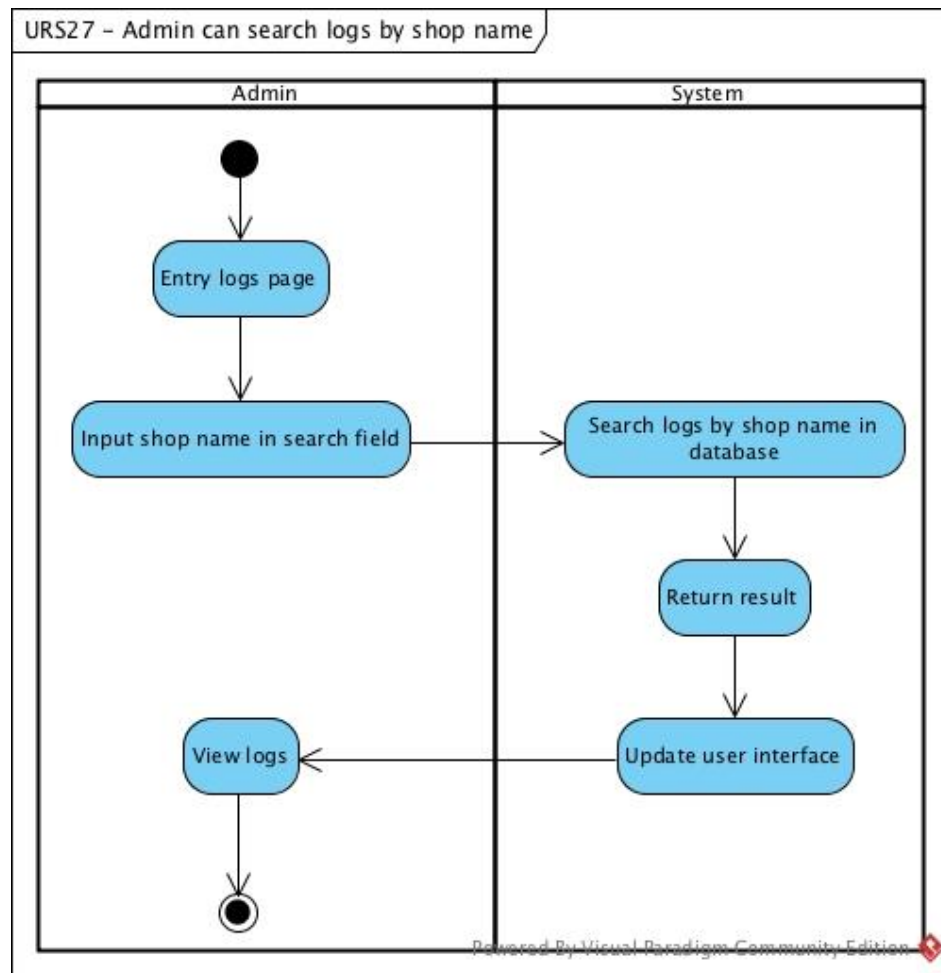 URS27 - Admin can search logs by shop name
Admin
System
Entry logs page
Input shop name in search field
Search logs by shop name in
database
Return result
View logs
Update user interface
Powered By Visual Paradigm Community Edition